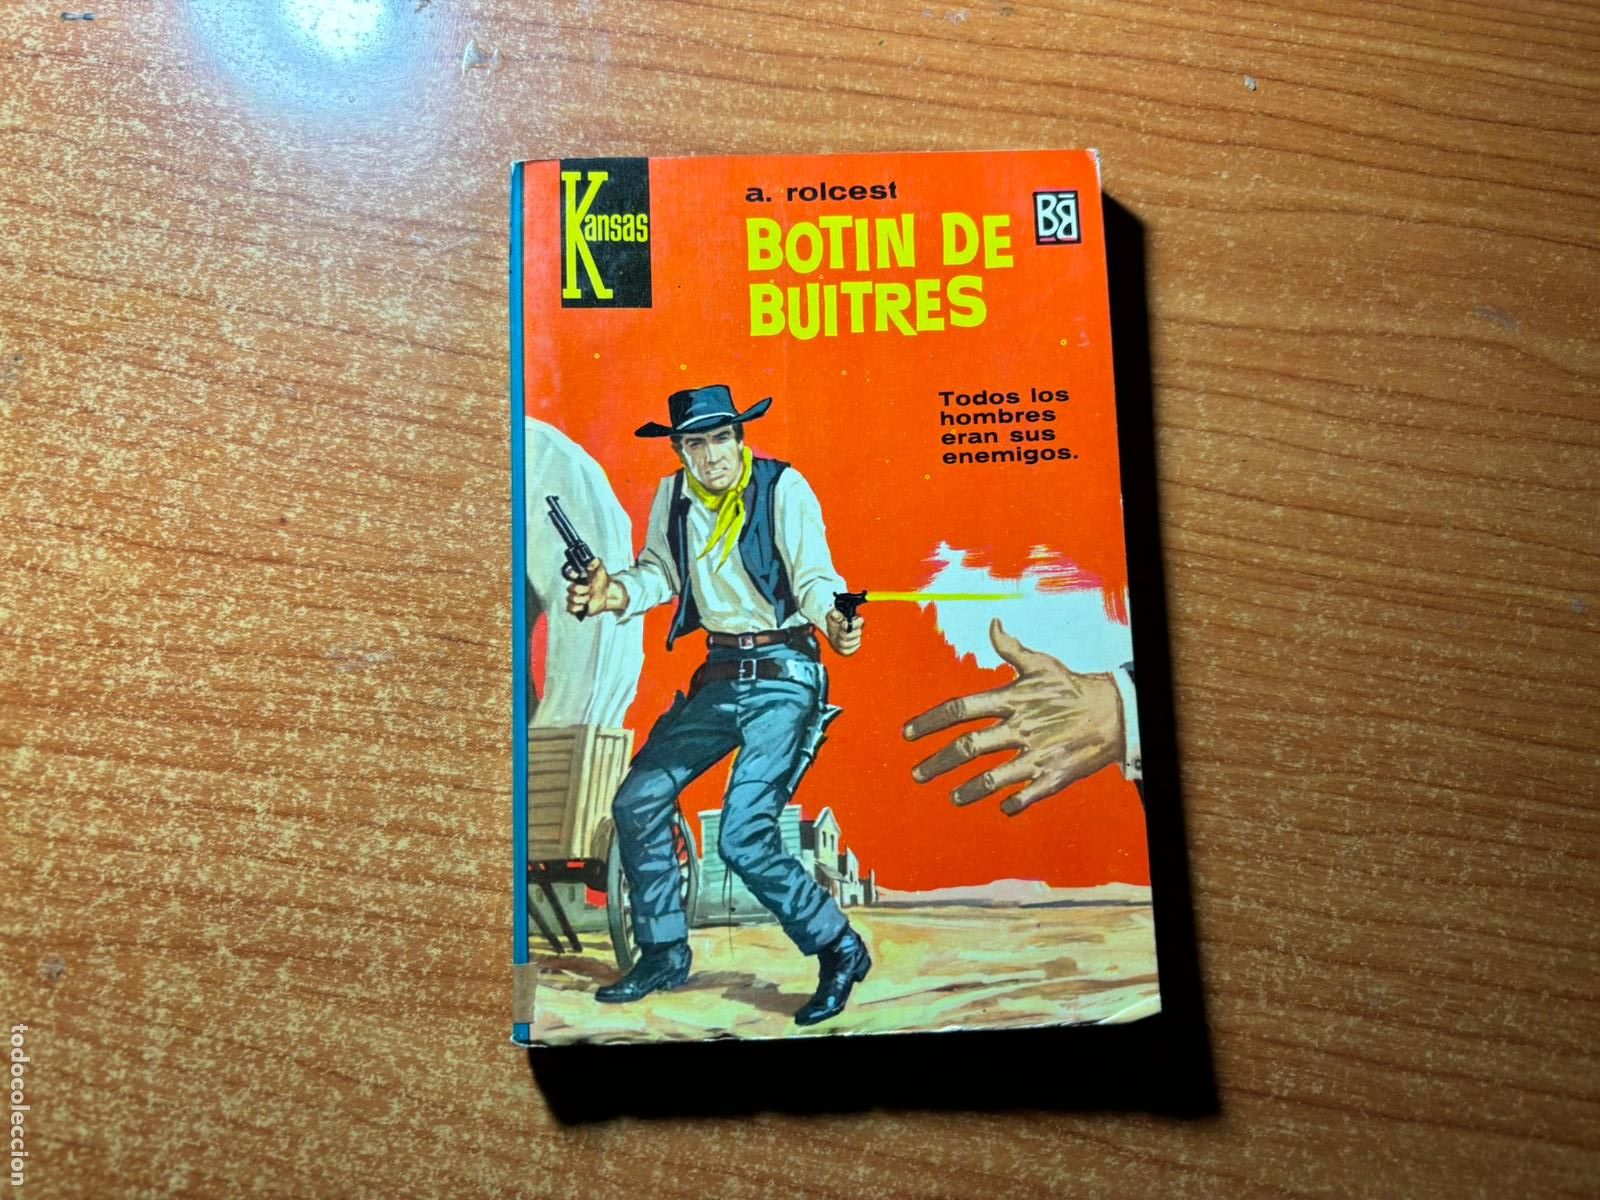 Kansas
a. rolcest
BOTIN DE
BUITRES
BB
Todos los
hombres
eran sus
enemigos.
todocoleccion